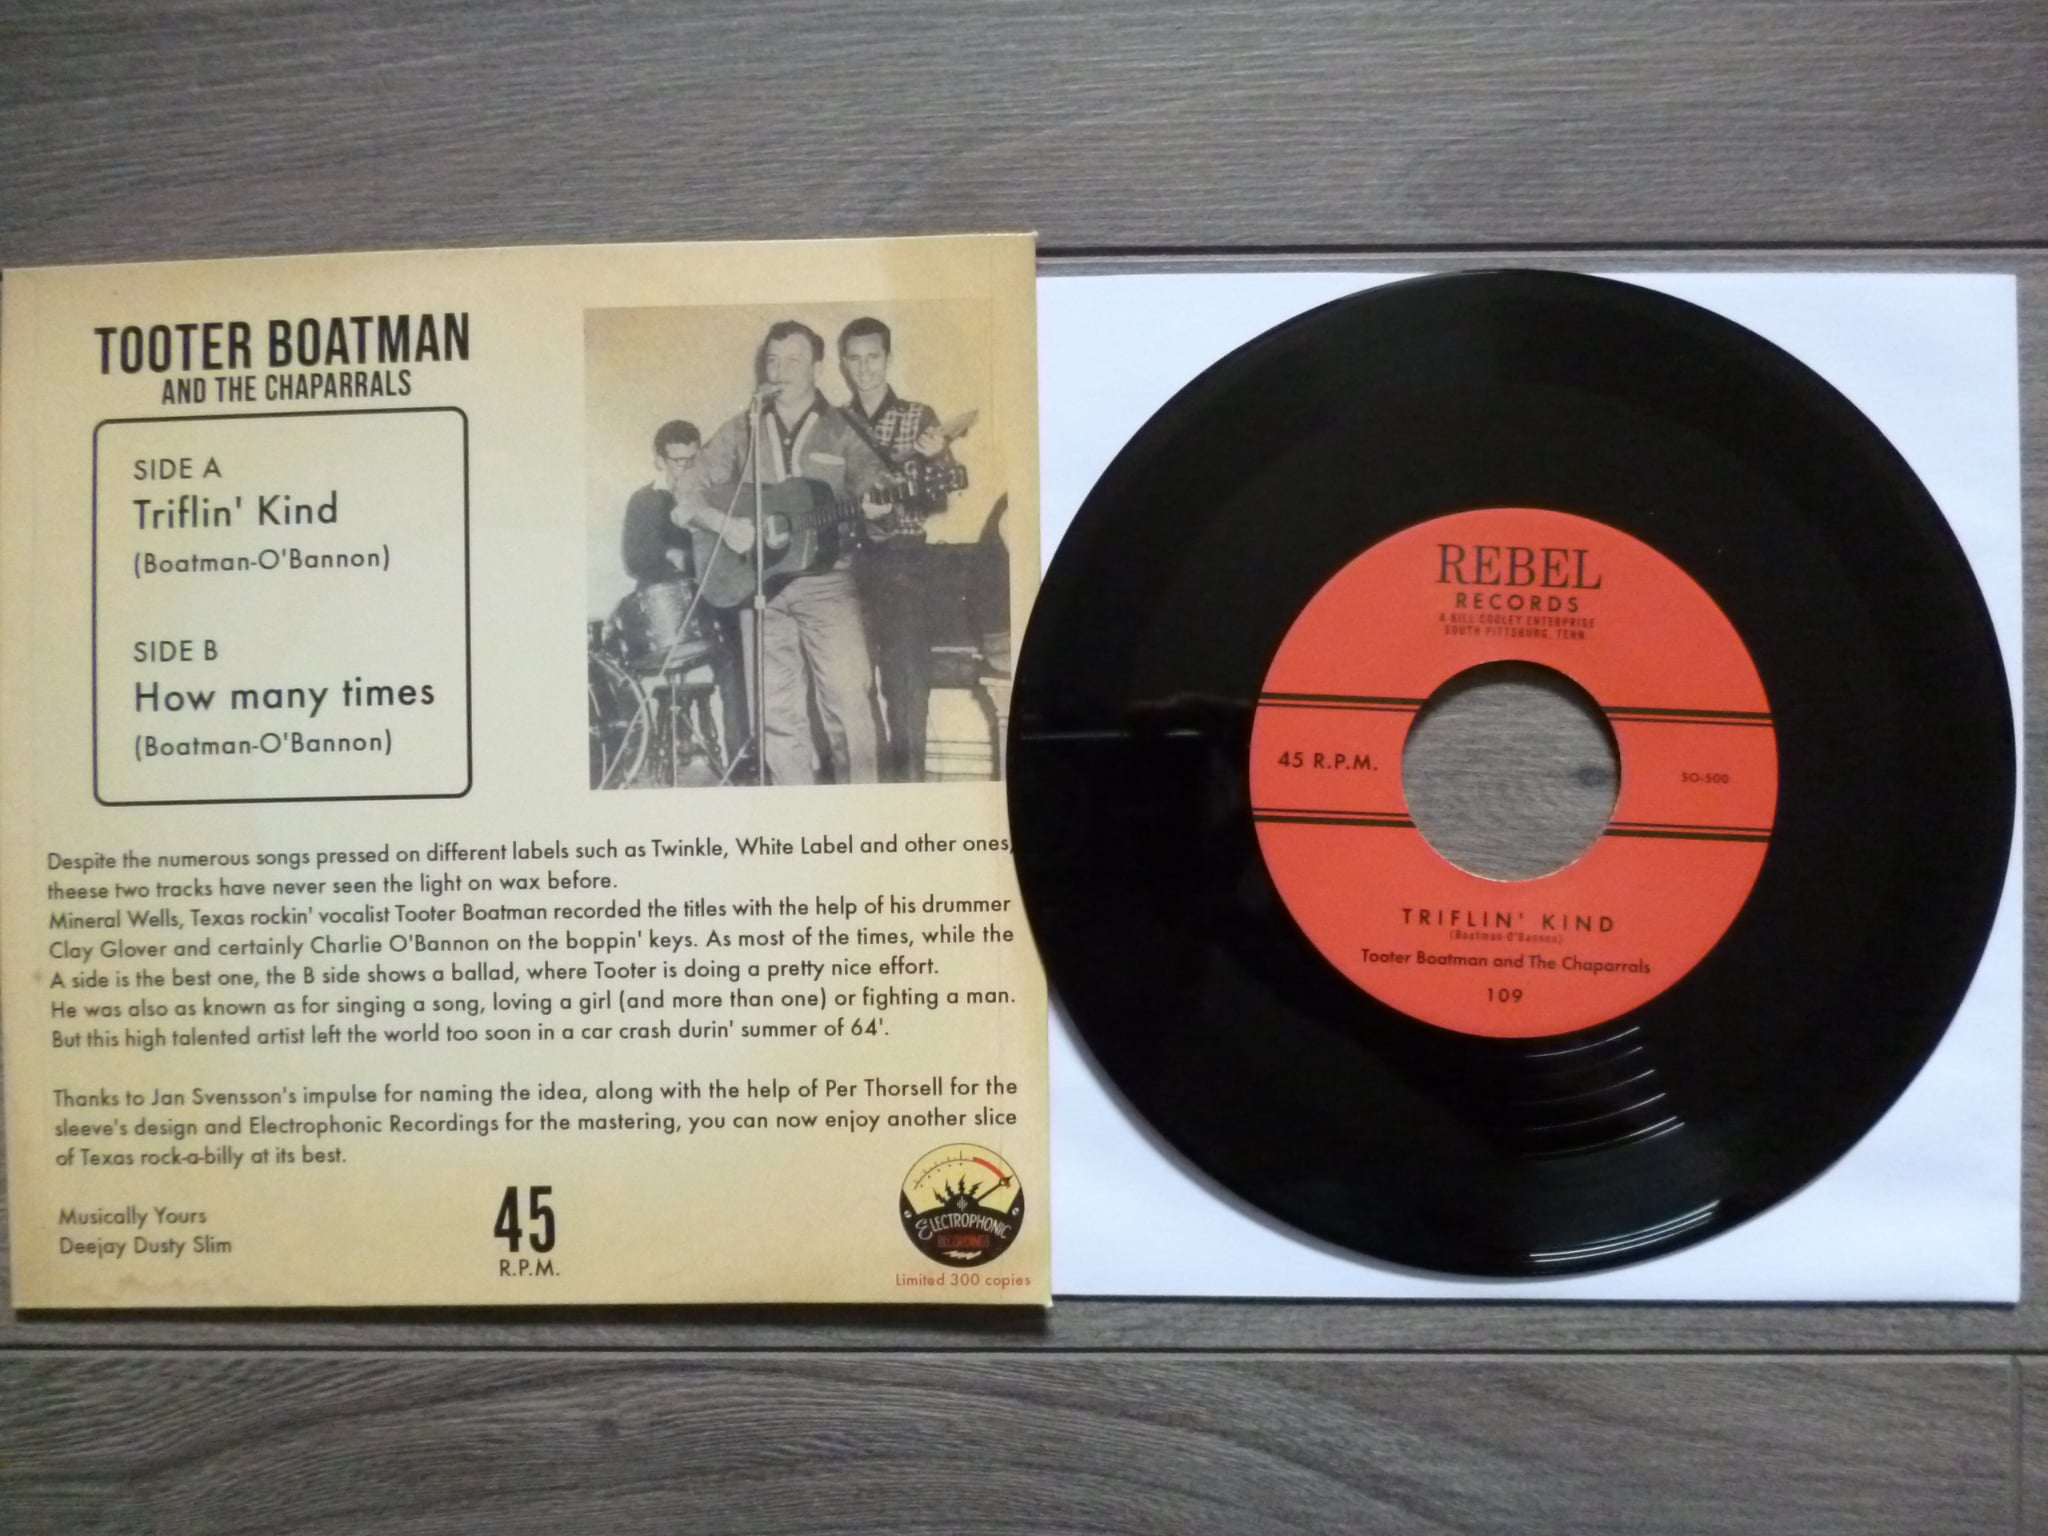 TOOTER BOATMAN
AND THE CHAPARRALS
SIDE A
Triflin' Kind
(Boatman-O'Bannon)
SIDE B
How many times
(Boatman-O'Bannon)
Despite the numerous songs pressed on different labels such as Twinkle, White Label and other ones,
theese two tracks have never seen the light on wax before.
Mineral Wells, Texas rockin' vocalist Tooter Boatman recorded the titles with the help of his drummer
Clay Glover and certainly Charlie O'Bannon on the boppin' keys. As most of the times, while the
A side is the best one, the B side shows a ballad, where Tooter is doing a pretty nice effort.
He was also as known as for singing a song, loving a girl (and more than one) or fighting a man.
But this high talented artist left the world too soon in a car crash durin' summer of 64'.
Thanks to Jan Svensson's impulse for naming the idea, along with the help of Per Thorsell for the
sleeve's design and Electrophonic Recordings for the mastering, you can now enjoy another slice
of Texas rock-a-billy at its best.
Musically Yours
Deejay Dusty Slim
45
R.P.M.
ELECTROPHONIC
RECORDINGS
Limited 300 copies
REBEL
RECORDS
A BILL COOLEY ENTERPRISE
SOUTH PITTSBURG, TENN
45 R.P.M.
SO-500
TRIFLIN' KIND
(Boatman-O'Bannon)
Tooter Boatman and The Chaparrals
109